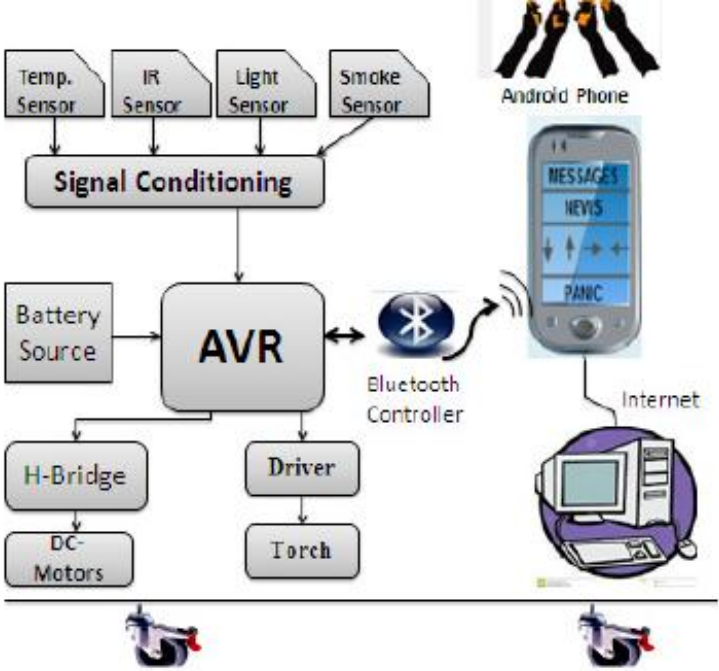 Temp.
Sensor
IR
Sensor
Light
Sensor
Smoke
Sensor
Android Phone
Signal Conditioning
MESSAGES
NEWS
PANIC
Battery
Source
AVR
Bluetooth
Controller
Internet
H-Bridge
Driver
DC-
Motors
Torch